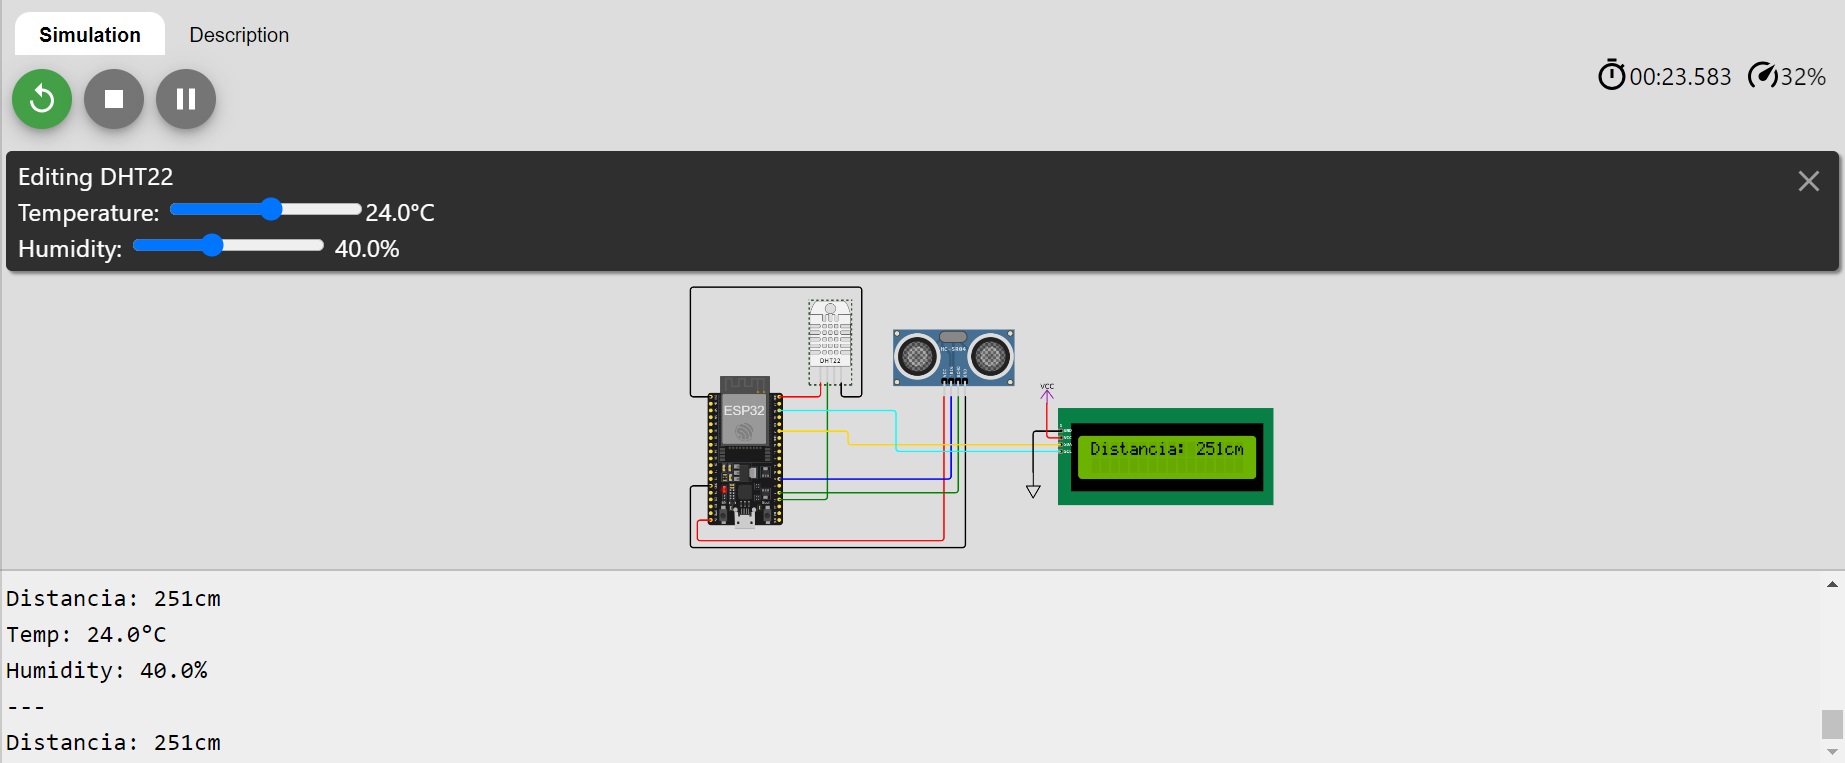 Simulation Description
00:23.583 32%
Editing DHT22
Temperature: 24.0°C
Humidity: 40.0%
DHT22
HC-SR04
VCC
ESP32
Distancia: 251cm
Distancia: 251cm
Temp: 24.0°C
Humidity: 40.0%
---
Distancia: 251cm